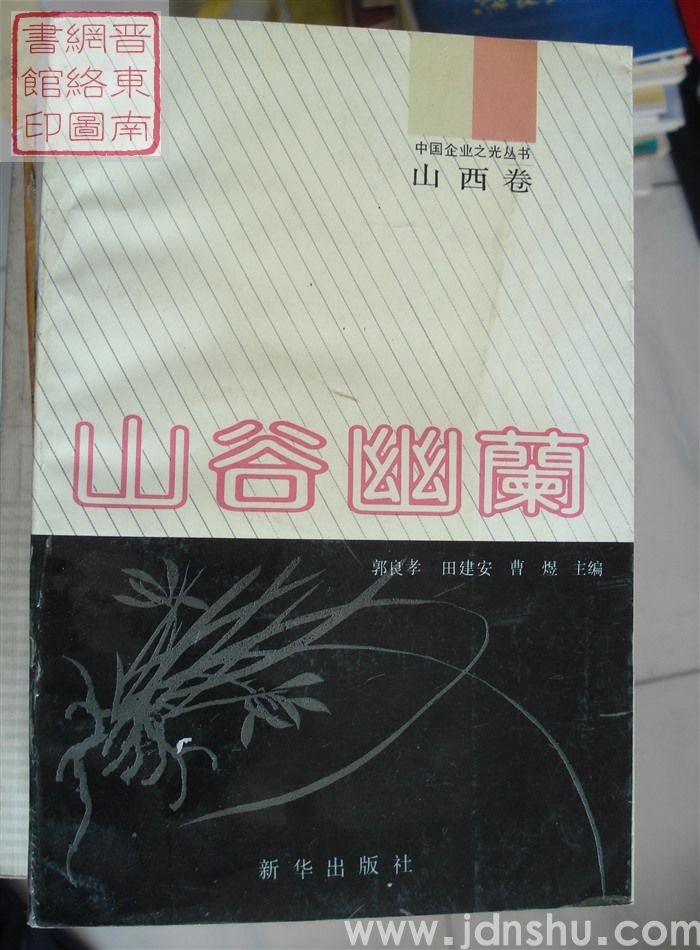 晋東南
網絡圖
書館印
中国企业之光丛书
山西卷
山谷幽蘭
郭良孝 田建安 曹煜 主编
新华出版社
www.jdnshu.com